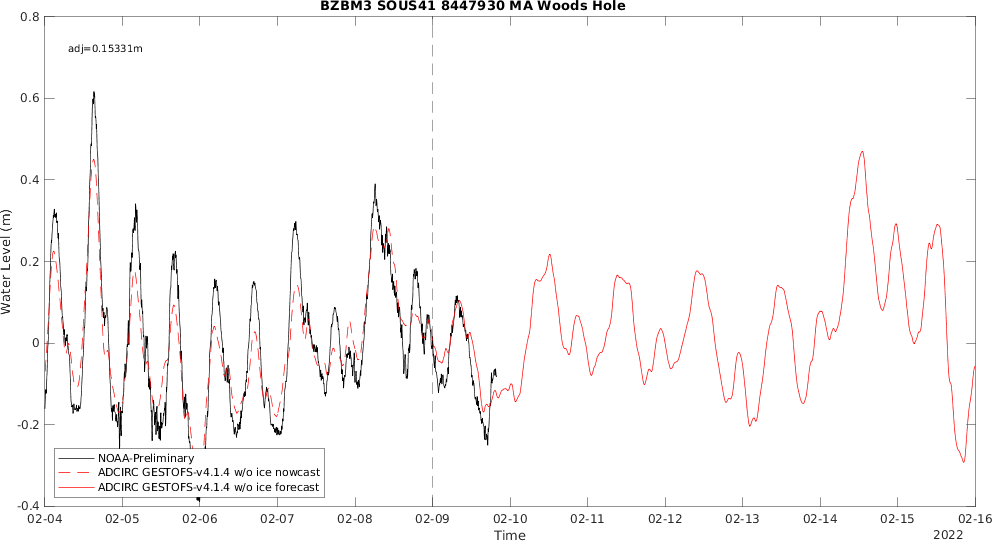 BZBM3 SOUS41 8447930 MA Woods Hole
adj=0.15331m
0.8
0.6
0.4
0.2
0
-0.2
-0.4
Water Level (m)
NOAA-Preliminary
ADCIRC GESTOFS-v4.1.4 w/o ice nowcast
ADCIRC GESTOFS-v4.1.4 w/o ice forecast
02-04 02-05 02-06 02-07 02-08 02-09 02-10 02-11 02-12 02-13 02-14 02-15 02-16
Time
2022